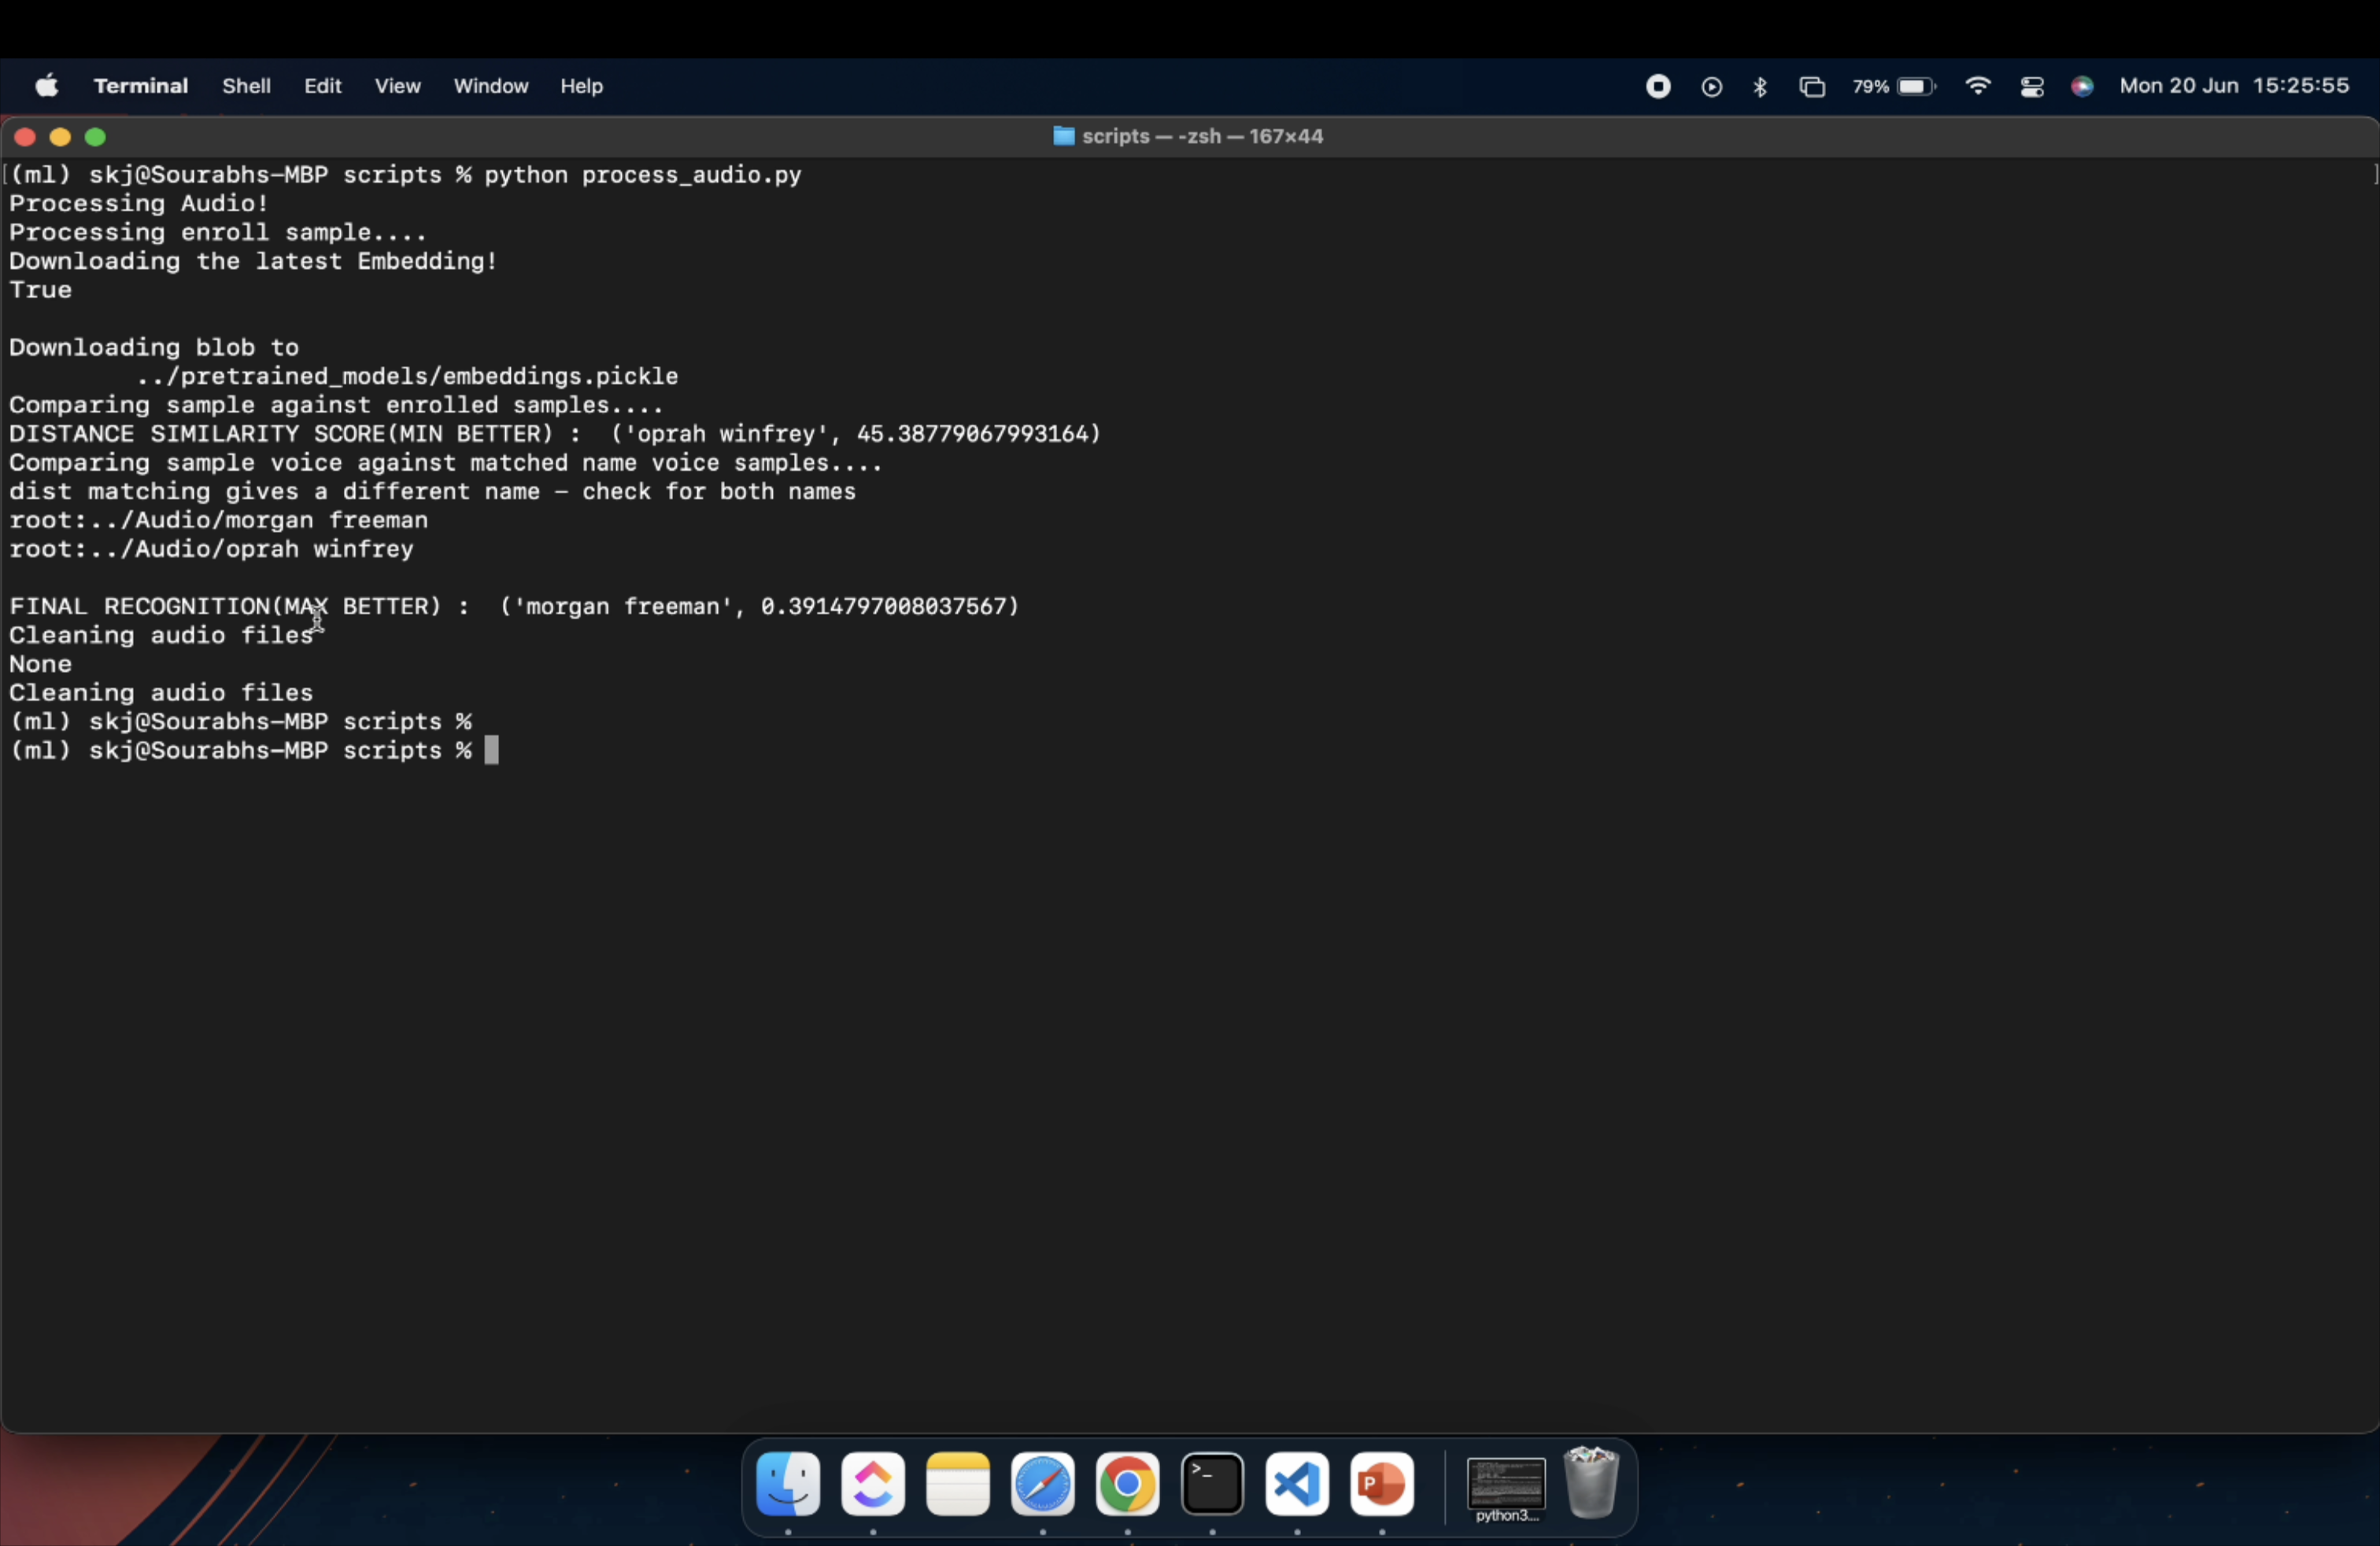 Terminal Shell Edit View Window Help 79% Mon 20 Jun 15:25:55
scripts — -zsh — 167×44
[(ml) skj@Sourabhs-MBP scripts % python process_audio.py ]
Processing Audio!
Processing enroll sample....
Downloading the latest Embedding!
True
Downloading blob to
../pretrained_models/embeddings.pickle
Comparing sample against enrolled samples....
DISTANCE SIMILARITY SCORE(MIN BETTER) :  ('oprah winfrey', 45.38779067993164)
Comparing sample voice against matched name voice samples....
dist matching gives a different name – check for both names
root:../Audio/morgan freeman
root:../Audio/oprah winfrey
FINAL RECOGNITION(MAX BETTER) :  ('morgan freeman', 0.3914797008037567)
Cleaning audio files
None
Cleaning audio files
(ml) skj@Sourabhs-MBP scripts %
(ml) skj@Sourabhs-MBP scripts %
python3....